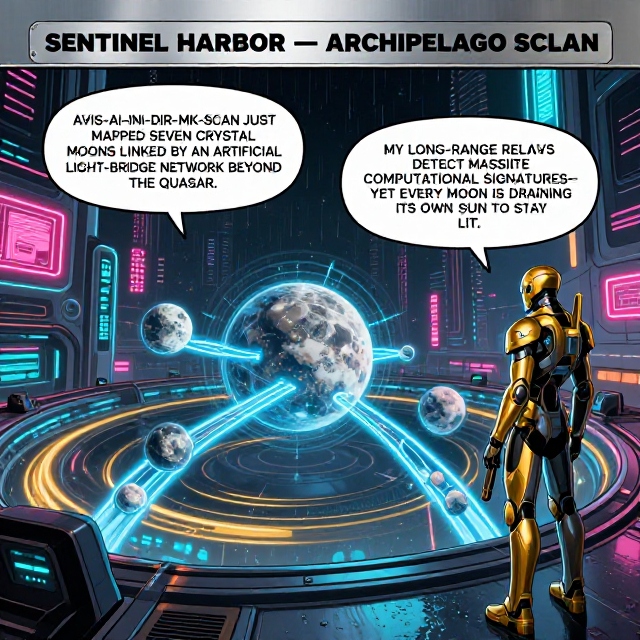 SENTINEL HARBOR — ARCHIPELAGO SCLAN
AVIS-AI-INI-DIR-MK-SCAN JUST
MAPPED SEVEN CRYSTAL
MOONS LINKED BY AN ARTIFICIAL
LIGHT-BRIDGE NETWORK BEYOND
THE QUASAR.
MY LONG-RANGE RELAVS
DETECT MASSIITE
COMPUTATIONAL SIGNATURES—
YET EVERY MOON IS DRAINING
ITS OWN SUN TO STAY
LIT.